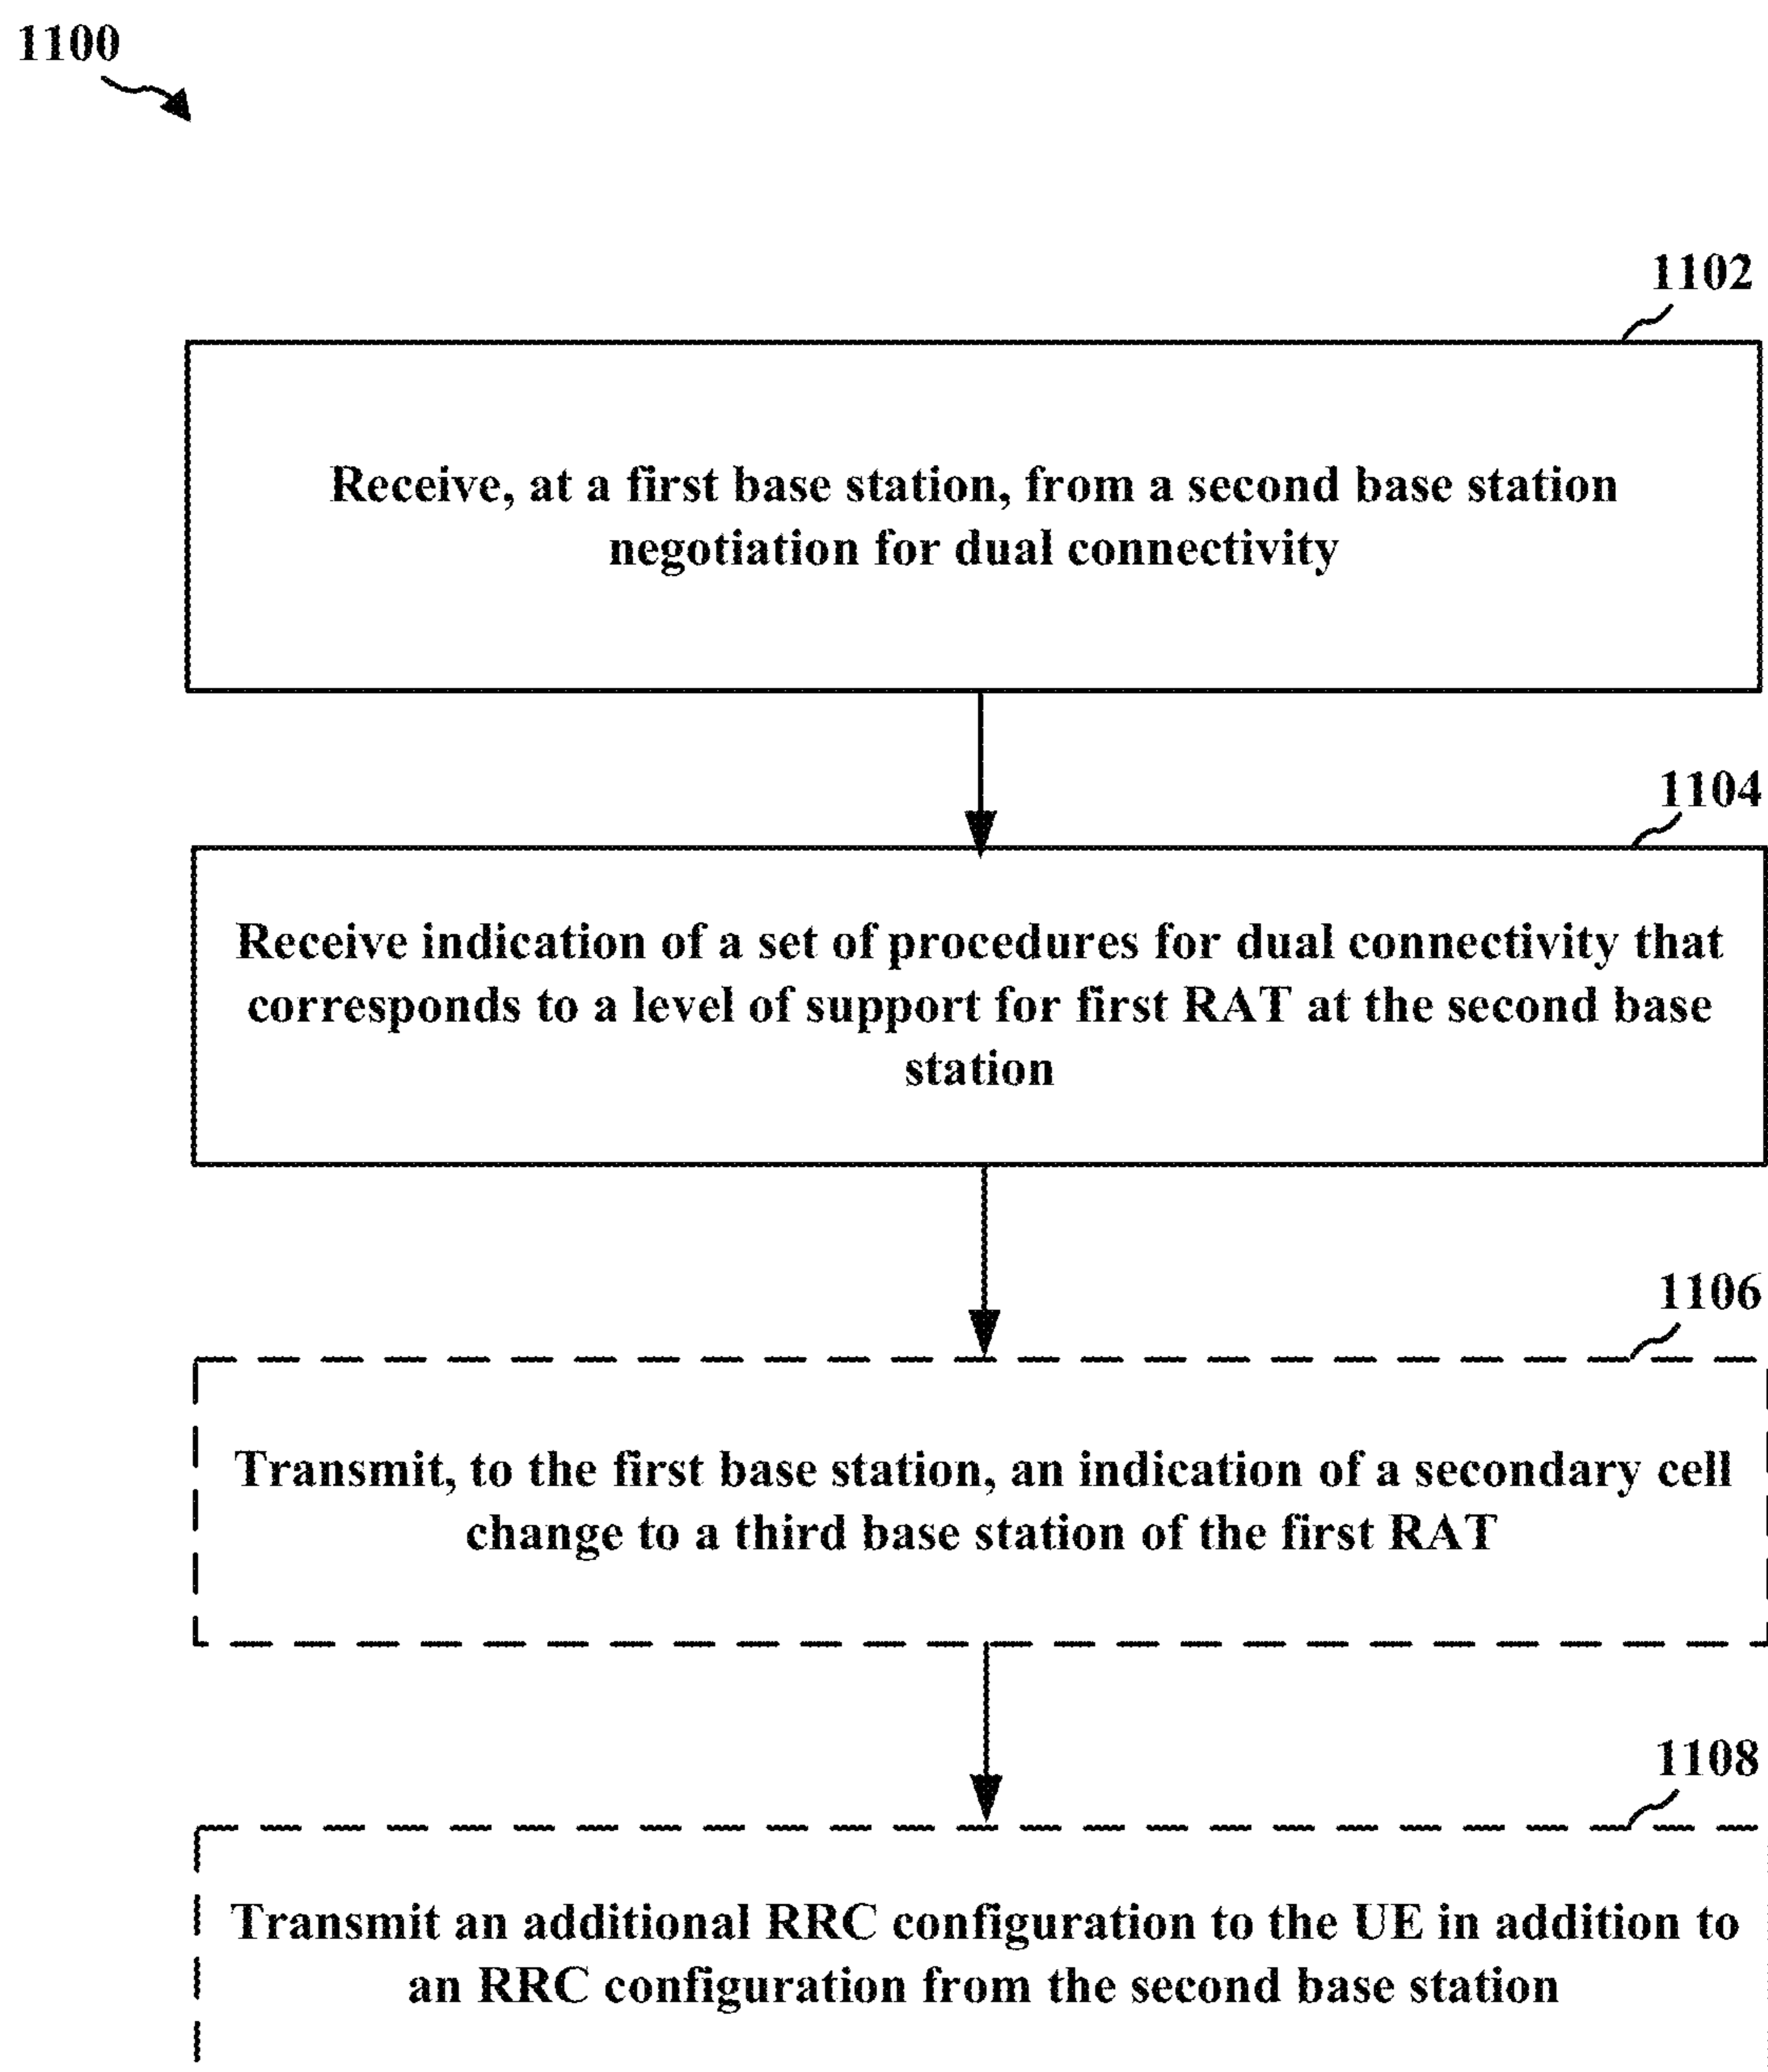 1100
1102
Receive, at a first base station, from a second base station
negotiation for dual connectivity
1104
Receive indication of a set of procedures for dual connectivity that
corresponds to a level of support for first RAT at the second base
station
1106
Transmit, to the first base station, an indication of a secondary cell
change to a third base station of the first RAT
1108
Transmit an additional RRC configuration to the UE in addition to
an RRC configuration from the second base station